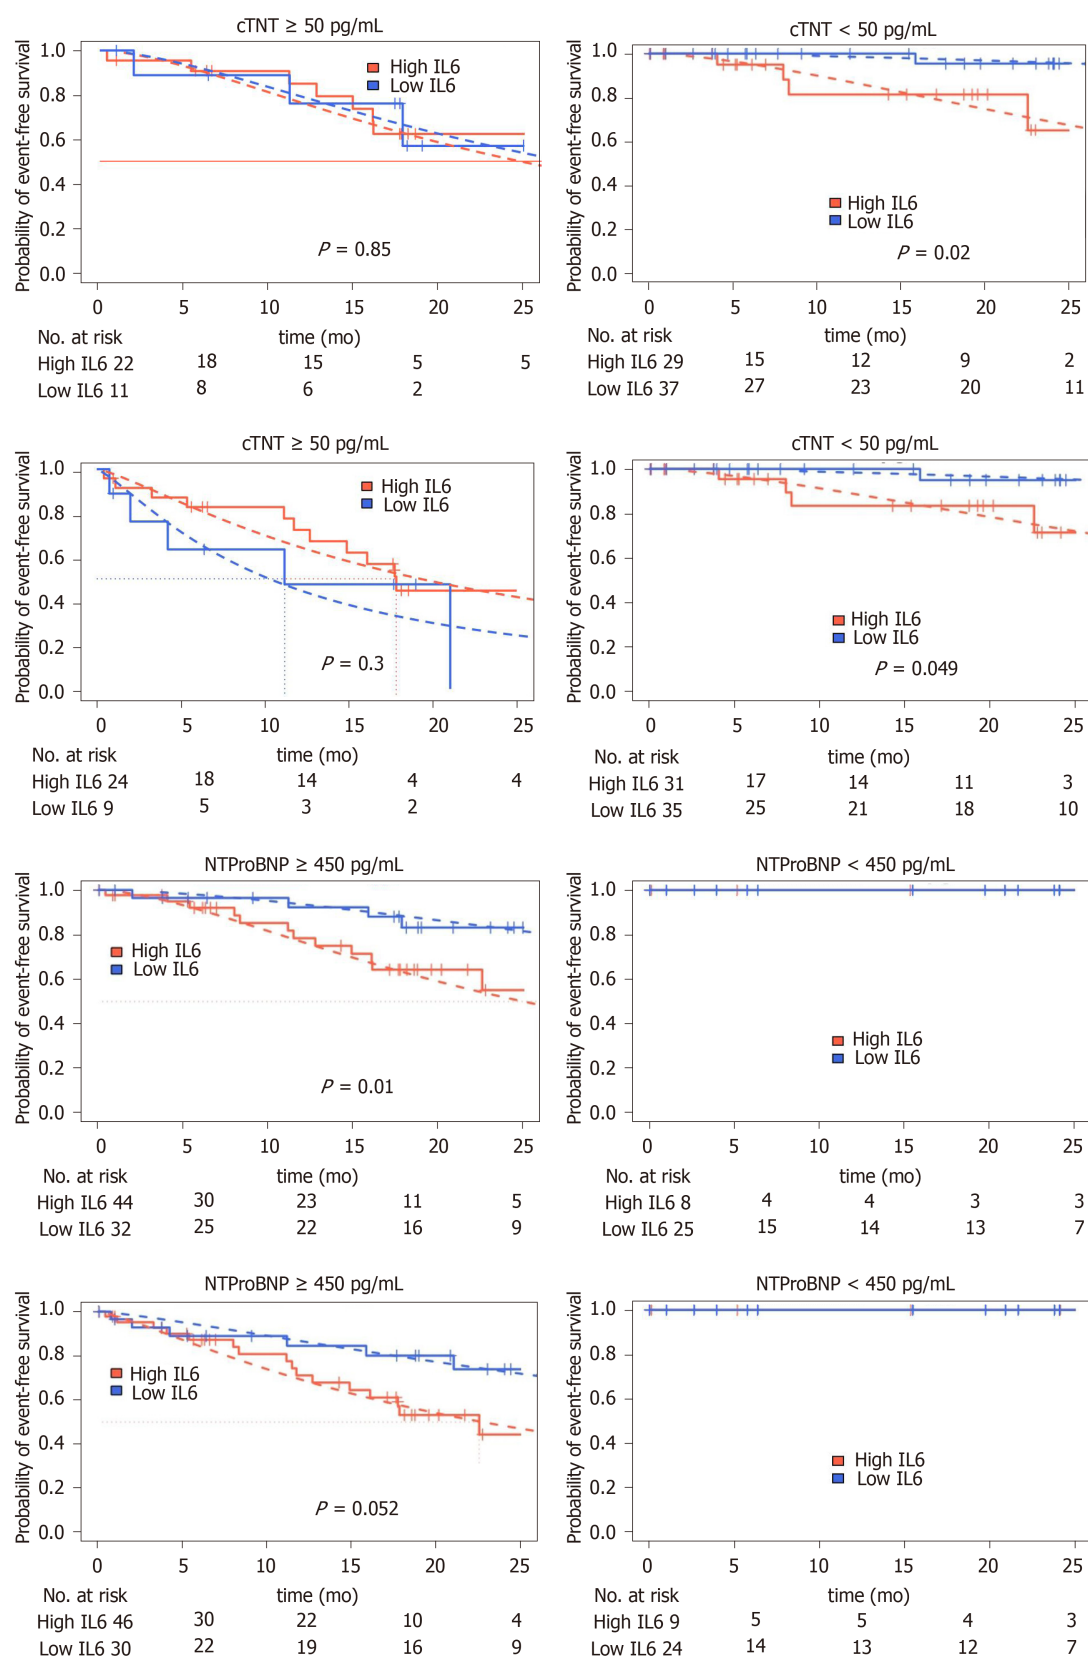 cTNT ≥ 50 pg/mL
Probability of event-free survival
1.0
0.8
0.6
0.4
0.2
0.0
High IL6
Low IL6
P = 0.85
0 5 10 15 20 25
No. at risk time (mo)
High IL6 22 18 15 5 5
Low IL6 11 8 6 2
cTNT < 50 pg/mL
Probability of event-free survival
1.0
0.8
0.6
0.4
0.2
0.0
High IL6
Low IL6
P = 0.02
0 5 10 15 20 25
No. at risk time (mo)
High IL6 29 15 12 9 2
Low IL6 37 27 23 20 11
cTNT ≥ 50 pg/mL
Probability of event-free survival
1.0
0.8
0.6
0.4
0.2
0.0
High IL6
Low IL6
P = 0.3
0 5 10 15 20 25
No. at risk time (mo)
High IL6 24 18 14 4 4
Low IL6 9 5 3 2
cTNT < 50 pg/mL
Probability of event-free survival
1.0
0.8
0.6
0.4
0.2
0.0
High IL6
Low IL6
P = 0.049
0 5 10 15 20 25
No. at risk time (mo)
High IL6 31 17 14 11 3
Low IL6 35 25 21 18 10
NTProBNP ≥ 450 pg/mL
Probability of event-free survival
1.0
0.8
0.6
0.4
0.2
0.0
High IL6
Low IL6
P = 0.01
0 5 10 15 20 25
No. at risk time (mo)
High IL6 44 30 23 11 5
Low IL6 32 25 22 16 9
NTProBNP < 450 pg/mL
Probability of event-free survival
1.0
0.8
0.6
0.4
0.2
0.0
High IL6
Low IL6
0 5 10 15 20 25
No. at risk time (mo)
High IL6 8 4 4 3 3
Low IL6 25 15 14 13 7
NTProBNP ≥ 450 pg/mL
Probability of event-free survival
1.0
0.8
0.6
0.4
0.2
0.0
High IL6
Low IL6
P = 0.052
0 5 10 15 20 25
No. at risk time (mo)
High IL6 46 30 22 10 4
Low IL6 30 22 19 16 9
NTProBNP < 450 pg/mL
Probability of event-free survival
1.0
0.8
0.6
0.4
0.2
0.0
High IL6
Low IL6
0 5 10 15 20 25
No. at risk time (mo)
High IL6 9 5 5 4 3
Low IL6 24 14 13 12 7